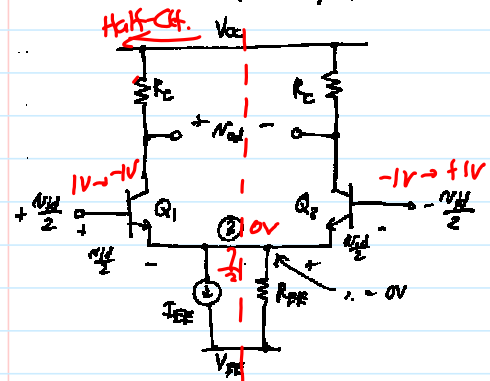 Half-Ckt.
Vcc
Rc
Rc
+ Vod -
1V → -1V
-1V → +1V
+ Vid/2
+
Q1
Q2
- Vid/2
-
② 0V
Vid/2 -
+ Vid/2
IEE
REE
∴ = 0V
VEE